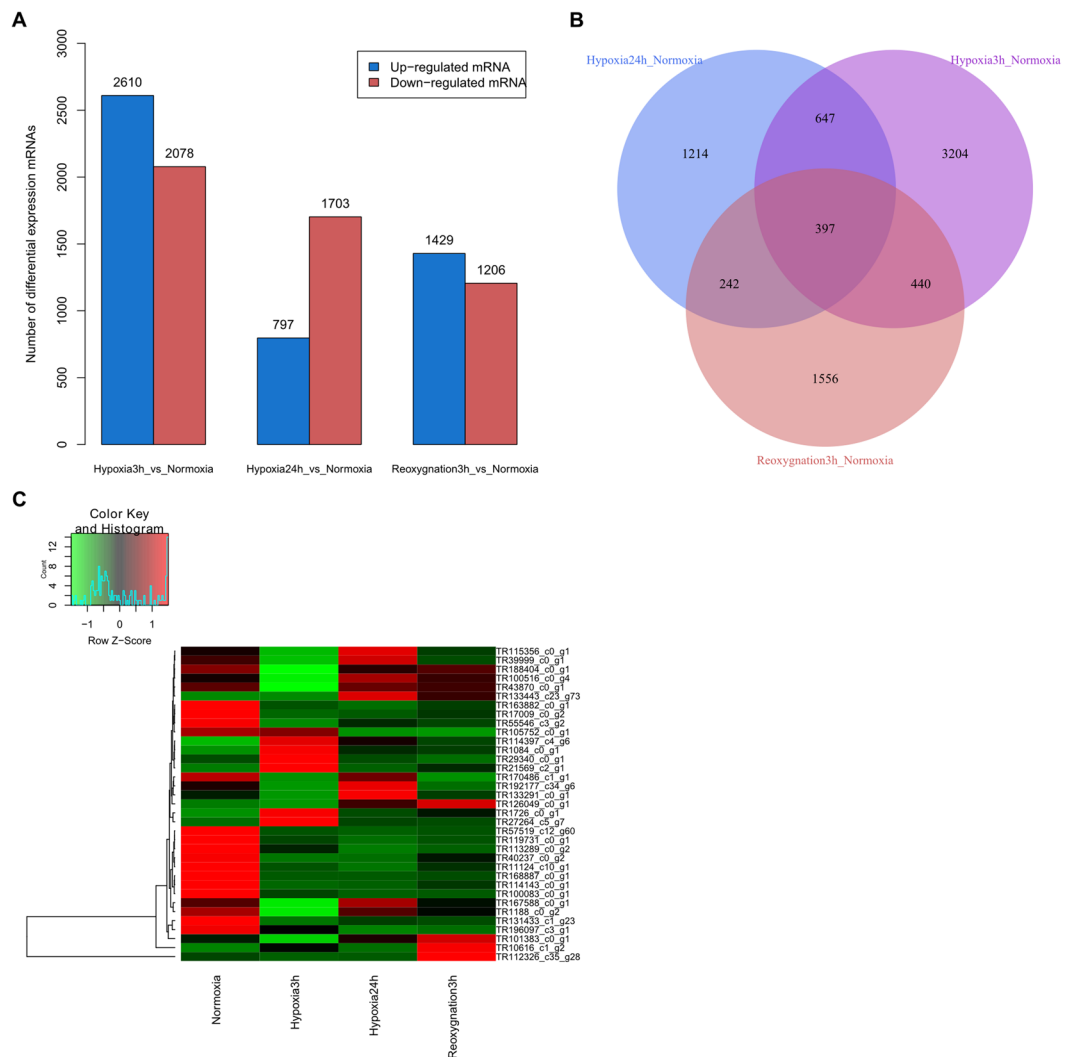 A
Number of differential expression mRNAs
3000
2500
2000
1500
1000
500
0
Up-regulated mRNA
Down-regulated mRNA
2610
2078
797
1703
1429
1206
Hypoxia3h_vs_Normoxia
Hypoxia24h_vs_Normoxia
Reoxygnation3h_vs_Normoxia
B
Hypoxia24h_Normoxia
Hypoxia3h_Normoxia
647
1214
3204
397
242
440
1556
Reoxygnation3h_Normoxia
C
Color Key
and Histogram
Count
12
8
4
0
-1 0 1
Row Z-Score
TR115356_c0_g1
TR39999_c0_g1
TR188404_c0_g1
TR100516_c0_g4
TR43870_c0_g1
TR133443_c23_g73
TR163882_c0_g1
TR17009_c0_g2
TR55546_c3_g2
TR105752_c0_g1
TR114397_c4_g6
TR1084_c0_g1
TR29340_c0_g1
TR21569_c2_g1
TR170486_c1_g1
TR192177_c34_g6
TR133291_c0_g1
TR126049_c0_g1
TR1726_c0_g1
TR27264_c5_g7
TR57519_c12_g60
TR119731_c0_g1
TR113289_c0_g2
TR40237_c0_g2
TR11124_c10_g1
TR168887_c0_g1
TR114143_c0_g1
TR100083_c0_g1
TR167588_c0_g1
TR1188_c0_g2
TR131433_c1_g23
TR196097_c3_g1
TR101383_c0_g1
TR10616_c1_g2
TR112326_c35_g28
Normoxia
Hypoxia3h
Hypoxia24h
Reoxygnation3h